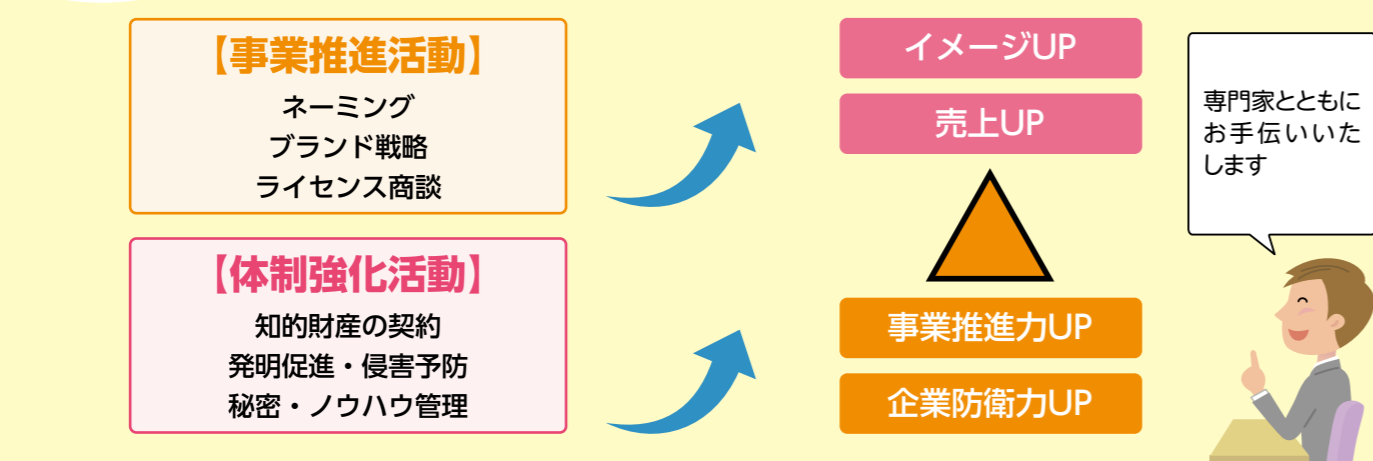 【事業推進活動】
ネーミング
ブランド戦略
ライセンス商談
イメージUP
売上UP
専門家とともに
お手伝いいた
します
【体制強化活動】
知的財産の契約
発明促進・侵害予防
秘密・ノウハウ管理
事業推進力UP
企業防衛力UP